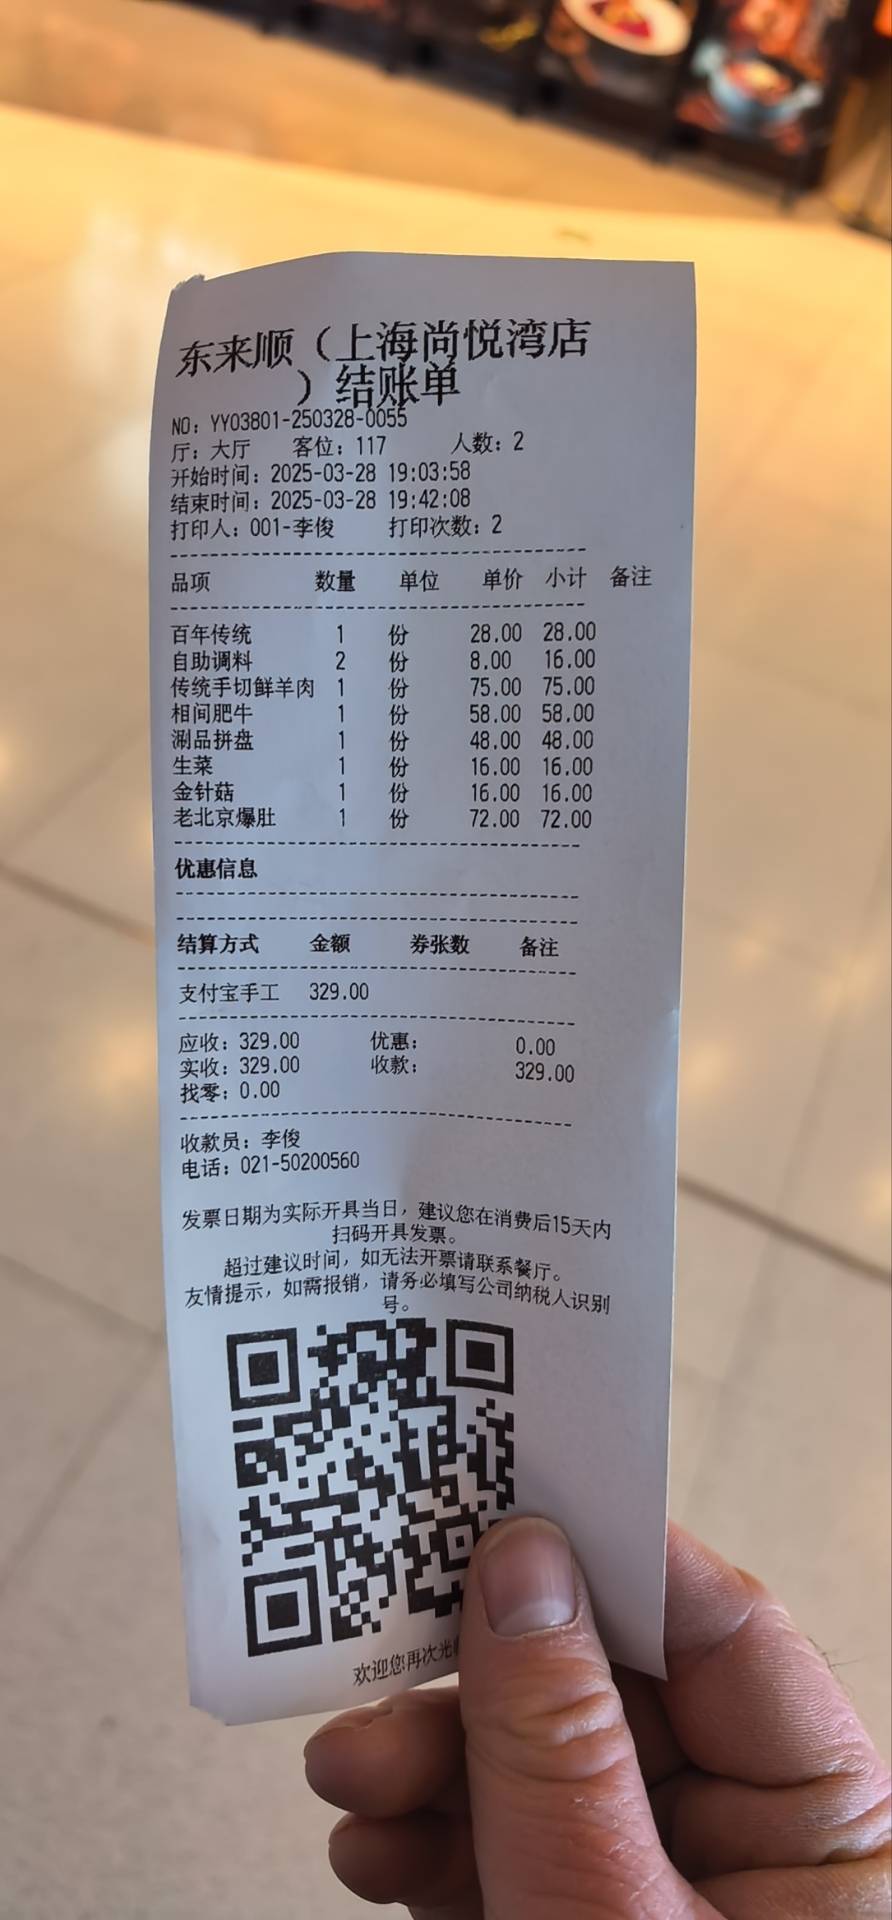 东来顺（上海尚悦湾店
）结账单
NO: YY03801-250328-0055
厅: 大厅 客位: 117 人数: 2
开始时间: 2025-03-28 19:03:58
结束时间: 2025-03-28 19:42:08
打印人: 001-李俊 打印次数: 2
品项 数量 单位 单价 小计 备注
百年传统 1 份 28.00 28.00
自助调料 2 份 8.00 16.00
传统手切鲜羊肉 1 份 75.00 75.00
相间肥牛 1 份 58.00 58.00
涮品拼盘 1 份 48.00 48.00
生菜 1 份 16.00 16.00
金针菇 1 份 16.00 16.00
老北京爆肚 1 份 72.00 72.00
优惠信息
结算方式 金额 券张数 备注
支付宝手工 329.00
应收: 329.00 优惠: 0.00
实收: 329.00 收款: 329.00
找零: 0.00
收款员: 李俊
电话: 021-50200560
发票日期为实际开具当日，建议您在消费后15天内
扫码开具发票。
超过建议时间，如无法开票请联系餐厅。
友情提示，如需报销，请务必填写公司纳税人识别
号。
欢迎您再次光